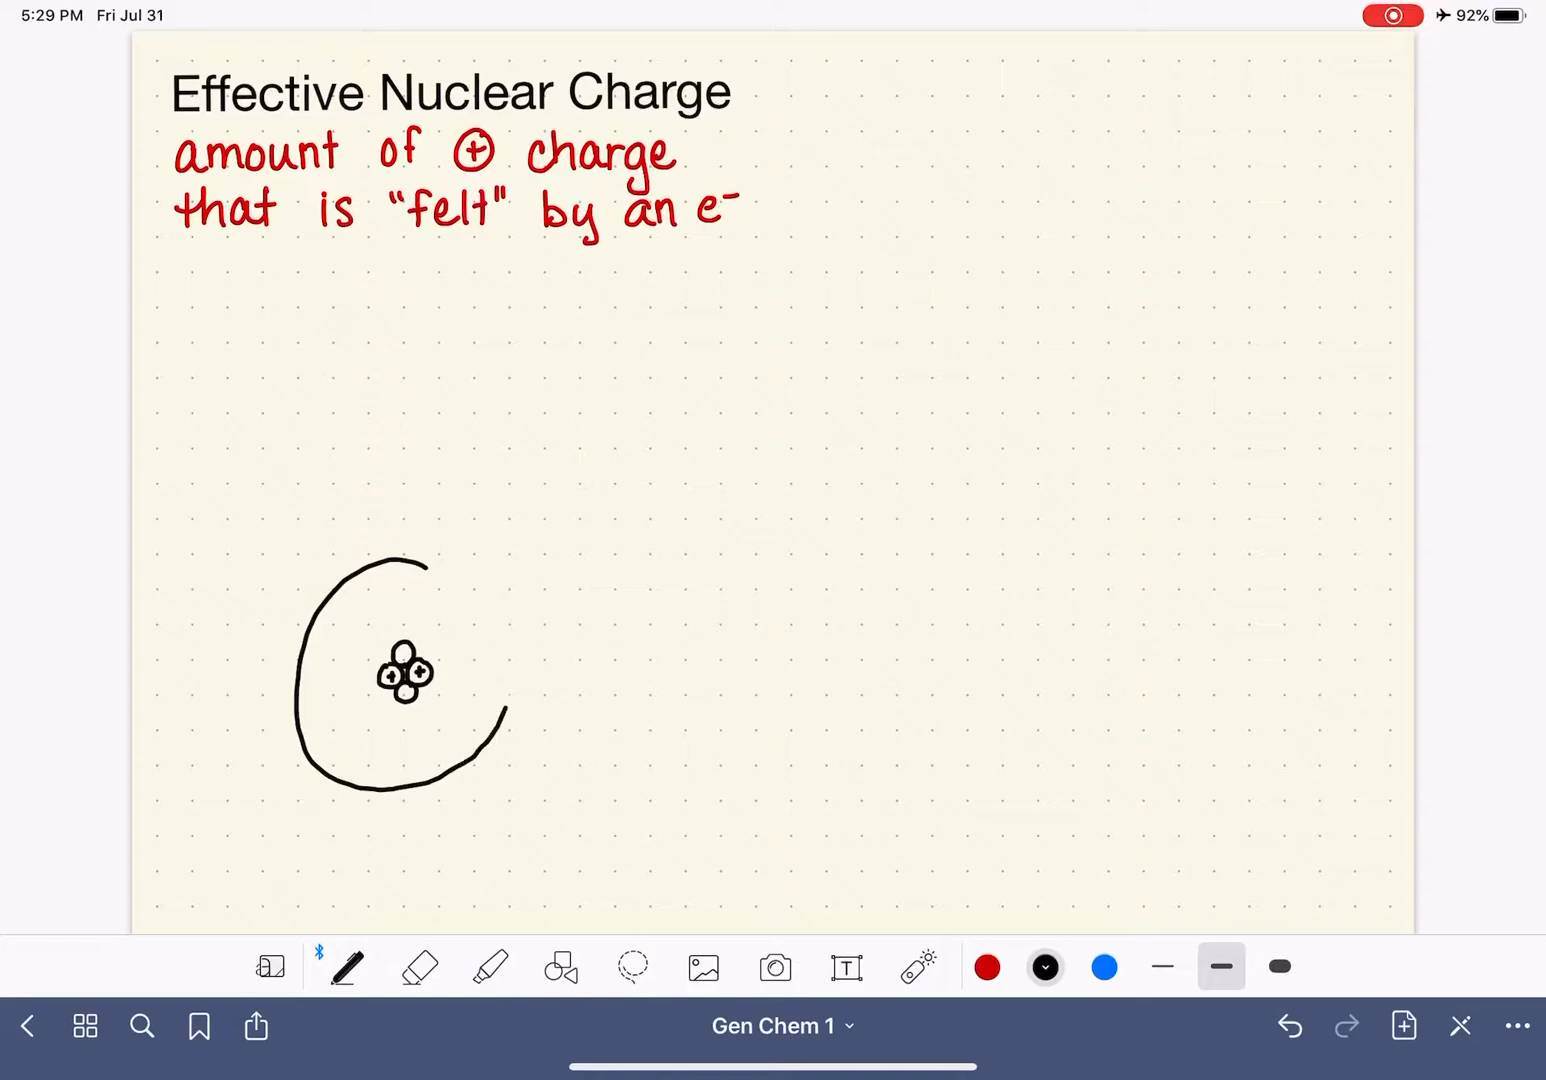 5:29 PM Fri Jul 31
92%
Effective Nuclear Charge
amount of ⊕ charge
that is "felt" by an e⁻
+ +
T
Gen Chem 1